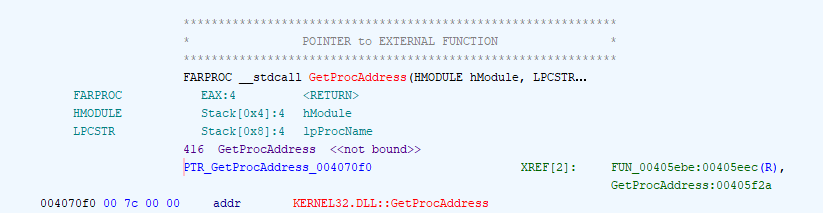 ************************************************************
* POINTER to EXTERNAL FUNCTION *
************************************************************
FARPROC __stdcall GetProcAddress(HMODULE hModule, LPCSTR...
FARPROC EAX:4 <RETURN>
HMODULE Stack[0x4]:4 hModule
LPCSTR Stack[0x8]:4 lpProcName
416 GetProcAddress <<not bound>>
PTR_GetProcAddress_004070f0 XREF[2]: FUN_00405ebe:00405eec(R),
GetProcAddress:00405f2a
004070f0 00 7c 00 00 addr KERNEL32.DLL::GetProcAddress